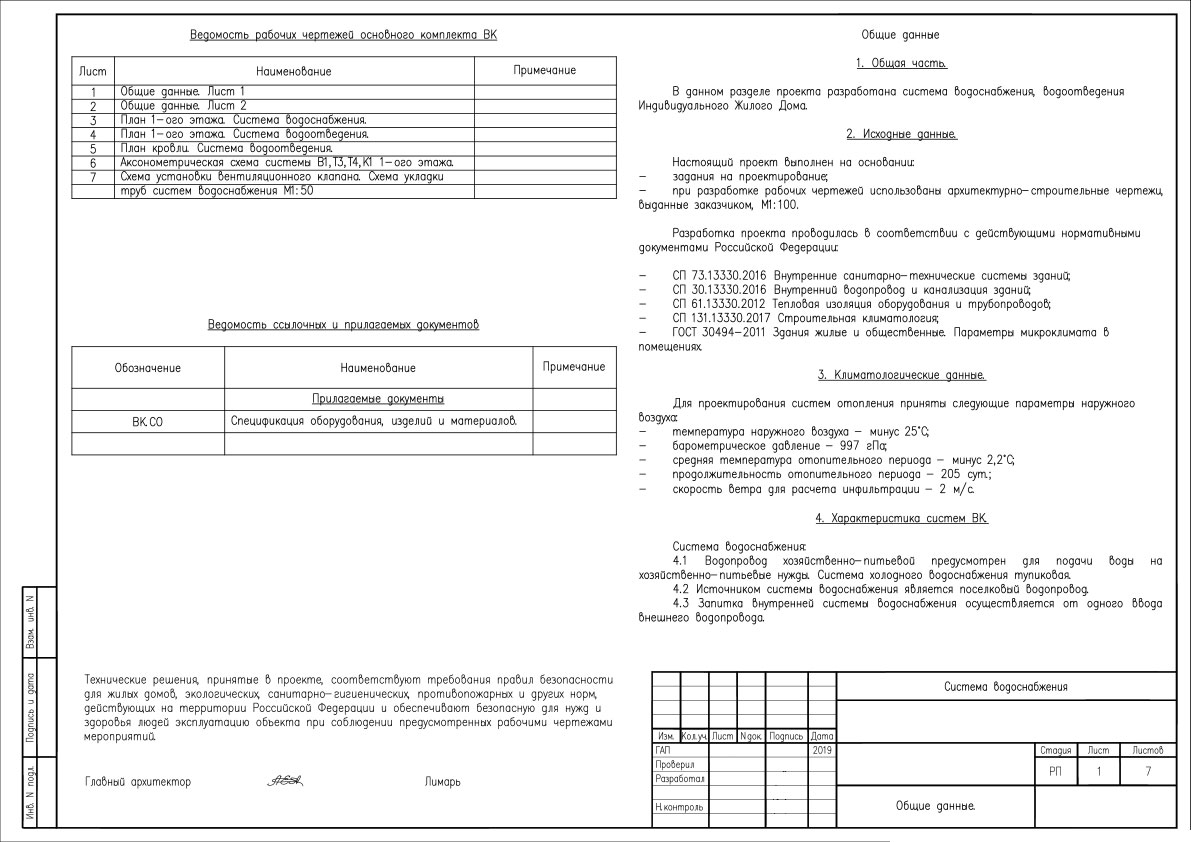 Ведомость рабочих чертежей основного комплекта ВК
Лист Наименование Примечание
1 Общие данные. Лист 1
2 Общие данные. Лист 2
3 План 1-ого этажа. Система водоснабжения.
4 План 1-ого этажа. Система водоотведения.
5 План кровли. Система водоотведения.
6 Аксонометрическая схема системы В1,Т3,Т4,К1 1-ого этажа.
7 Схема установки вентиляционного клапана. Схема укладки
труб систем водоснабжения М1:50
Ведомость ссылочных и прилагаемых документов
Обозначение Наименование Примечание
Прилагаемые документы
ВК.СО Спецификация оборудования, изделий и материалов.
Технические решения, принятые в проекте, соответствуют требования правил безопасности
для жилых домов, экологических, санитарно-гигиенических, противопожарных и других норм,
действующих на территории Российской Федерации и обеспечивают безопасную для нужд и
здоровья людей эксплуатацию обьекта при соблюдении предусмотренных рабочими чертежами
мероприятий.
Главный архитектор Лимарь
Общие данные
1. Общая часть.
В данном разделе проекта разработана система водоснабжения, водоотведения
Индивидуального Жилого Дома.
2. Исходные данные.
Настоящий проект выполнен на основании:
- задания на проектирование;
- при разработке рабочих чертежей использованы архитектурно-строительные чертежи,
выданные заказчиком, М1:100.
Разработка проекта проводилась в соответствии с действующими нормативными
документами Российской Федерации:
- СП 73.13330.2016 Внутренние санитарно-технические системы зданий;
- СП 30.13330.2016 Внутренний водопровод и канализация зданий;
- СП 61.13330.2012 Тепловая изоляция оборудования и трубопроводов;
- СП 131.13330.2017 Строительная климатология;
- ГОСТ 30494-2011 Здания жилые и общественные. Параметры микроклимата в
помещениях.
3. Климатологические данные.
Для проектирования систем отопления приняты следующие параметры наружного
воздуха:
- температура наружного воздуха - минус 25°С;
- барометрическое давление - 997 гПа;
- средняя температура отопительного периода - минус 2,2°С;
- продолжительность отопительного периода - 205 сут.;
- скорость ветра для расчета инфильтрации - 2 м/с.
4. Характеристика систем ВК.
Система водоснабжения:
4.1 Водопровод хозяйственно-питьевой предусмотрен для подачи воды на
хозяйственно-питьевые нужды. Система холодного водоснабжения тупиковая.
4.2 Источником системы водоснабжения является поселковый водопровод.
4.3 Запитка внутренней системы водоснабжения осуществляется от одного ввода
внешнего водопровода.
Взам. инв. N
Подпись и дата
Инв. N подл.
Система водоснабжения
Изм. Кол.уч. Лист Nдок. Подпись Дата
ГАП 2019
Проверил
Разработал
Н.контроль
Стадия Лист Листов
РП 1 7
Общие данные.